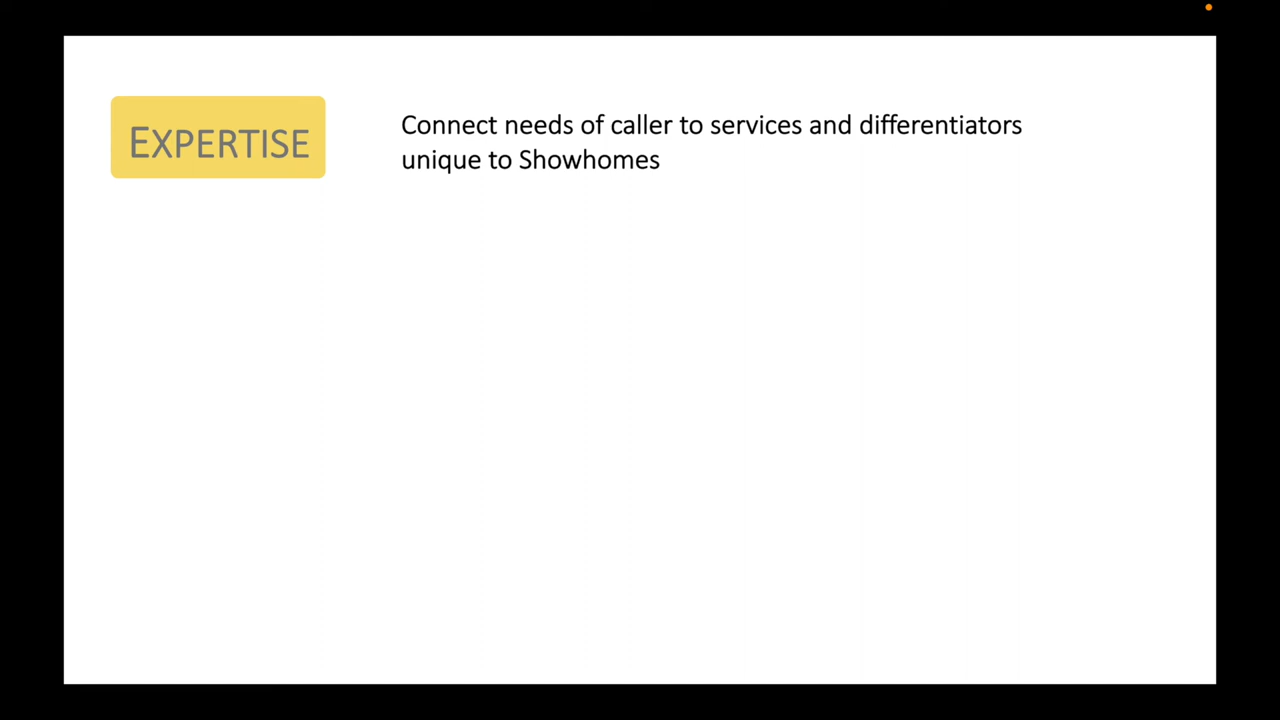 EXPERTISE
Connect needs of caller to services and differentiators
unique to Showhomes